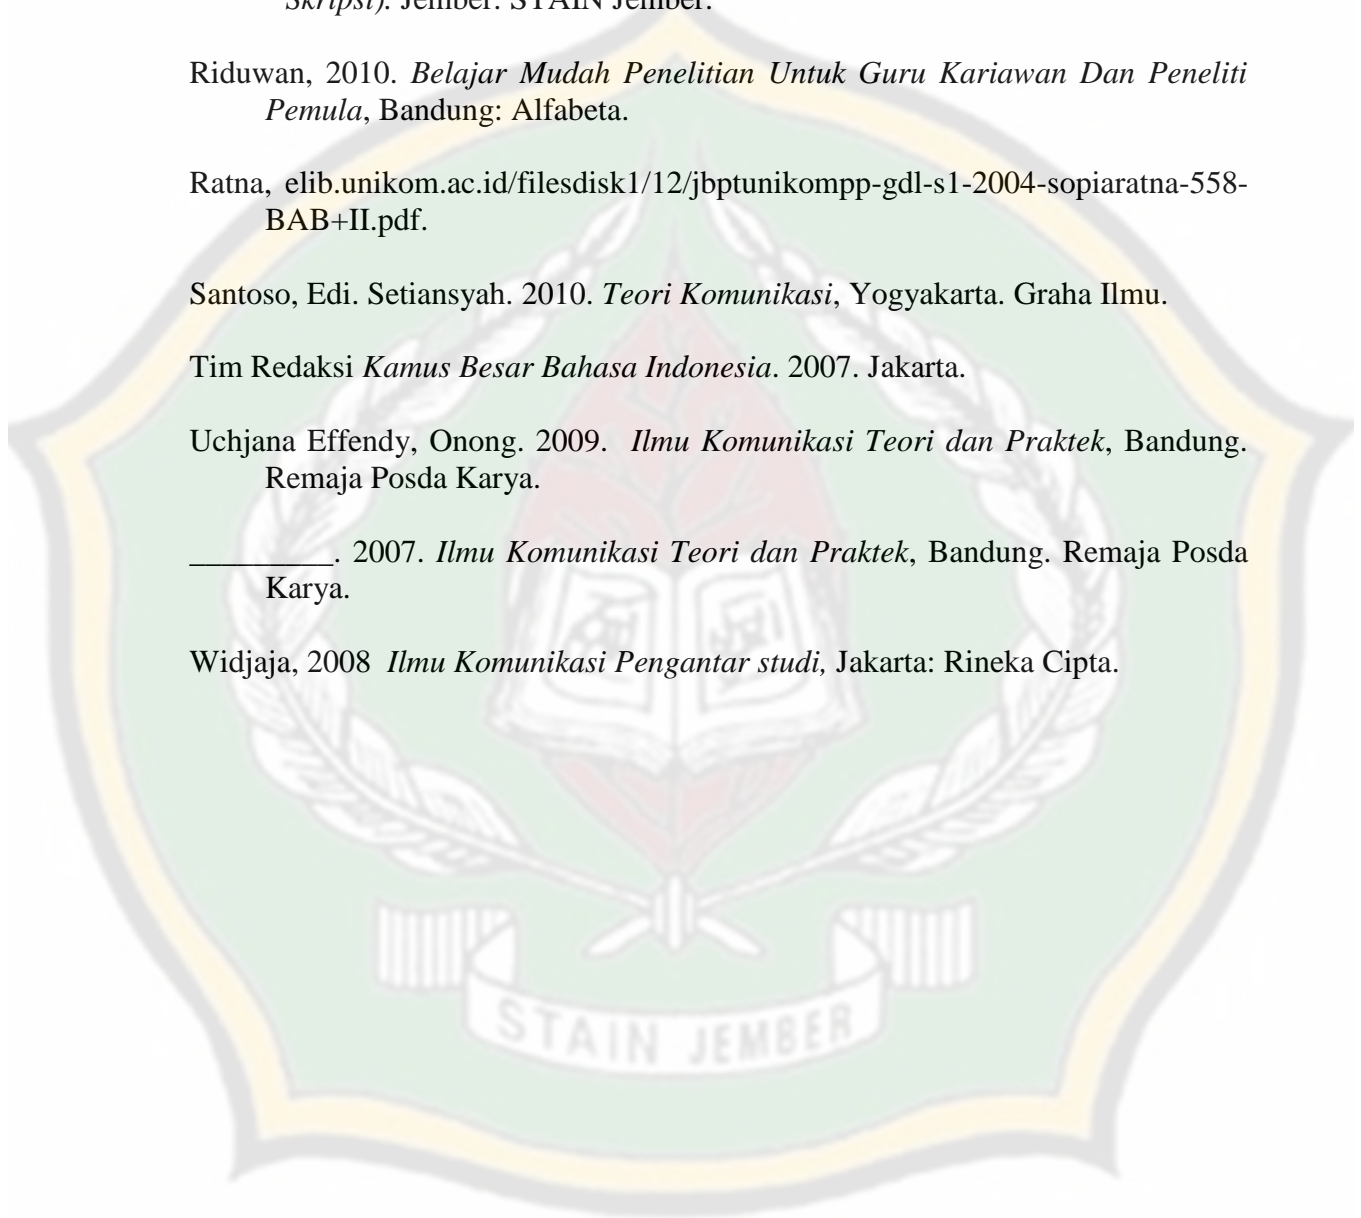 Skripsi). Jember: STAIN Jember.
Riduwan, 2010. Belajar Mudah Penelitian Untuk Guru Kariawan Dan Peneliti
Pemula, Bandung: Alfabeta.
Ratna, elib.unikom.ac.id/filesdisk1/12/jbptunikompp-gdl-s1-2004-sopiaratna-558-
BAB+II.pdf.
Santoso, Edi. Setiansyah. 2010. Teori Komunikasi, Yogyakarta. Graha Ilmu.
Tim Redaksi Kamus Besar Bahasa Indonesia. 2007. Jakarta.
Uchjana Effendy, Onong. 2009. Ilmu Komunikasi Teori dan Praktek, Bandung.
Remaja Posda Karya.
_________. 2007. Ilmu Komunikasi Teori dan Praktek, Bandung. Remaja Posda
Karya.
Widjaja, 2008 Ilmu Komunikasi Pengantar studi, Jakarta: Rineka Cipta.
STAIN JEMBER